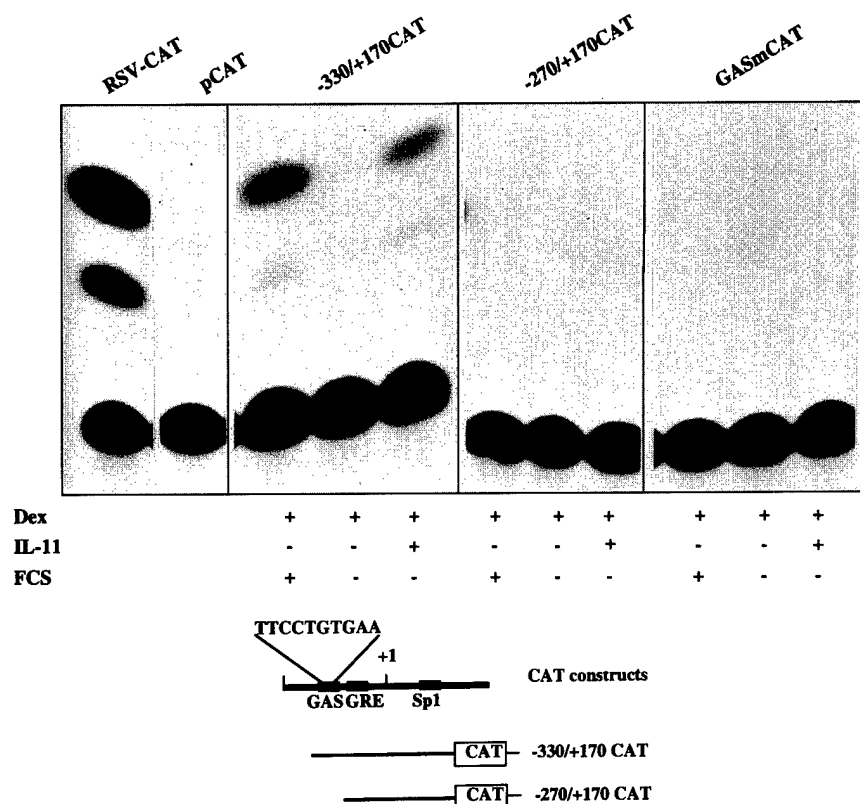 RSV-CAT pCAT -330/+170CAT -270/+170CAT GASmCAT
Dex + + + + + + + + +
IL-11 - - + - - + - - +
FCS + - - + - - + - -
TTCCTGTGAA
+1
CAT constructs
GAS GRE Sp1
CAT -330/+170 CAT
CAT -270/+170 CAT